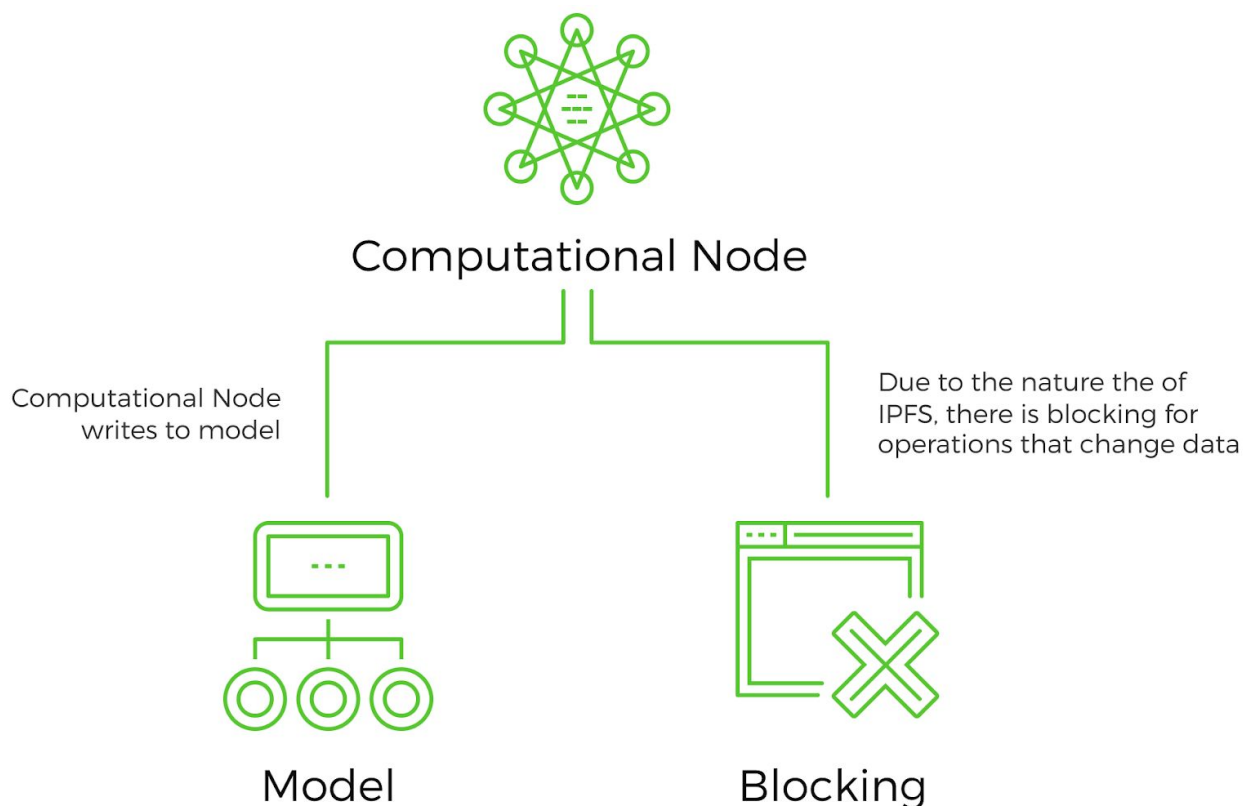 Computational Node
Computational Node
writes to model
Due to the nature the of
IPFS, there is blocking for
operations that change data
Model
Blocking